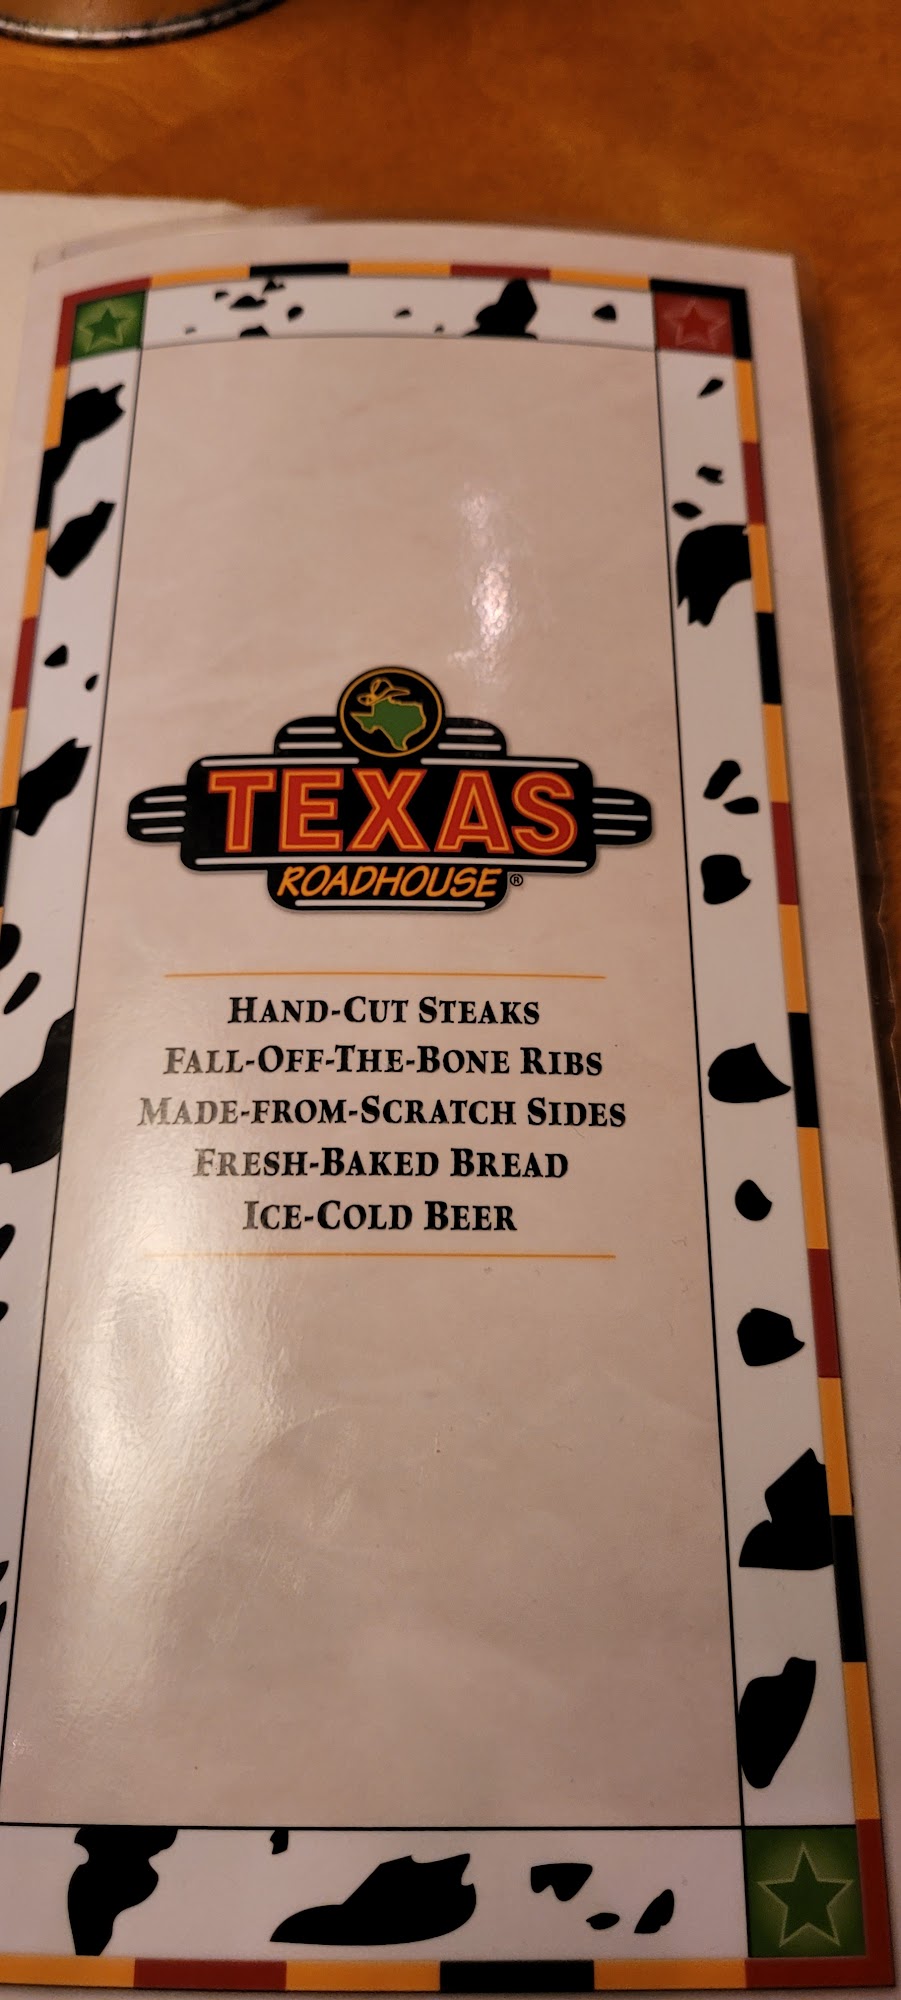 TEXAS
ROADHOUSE®
HAND-CUT STEAKS
FALL-OFF-THE-BONE RIBS
MADE-FROM-SCRATCH SIDES
FRESH-BAKED BREAD
ICE-COLD BEER